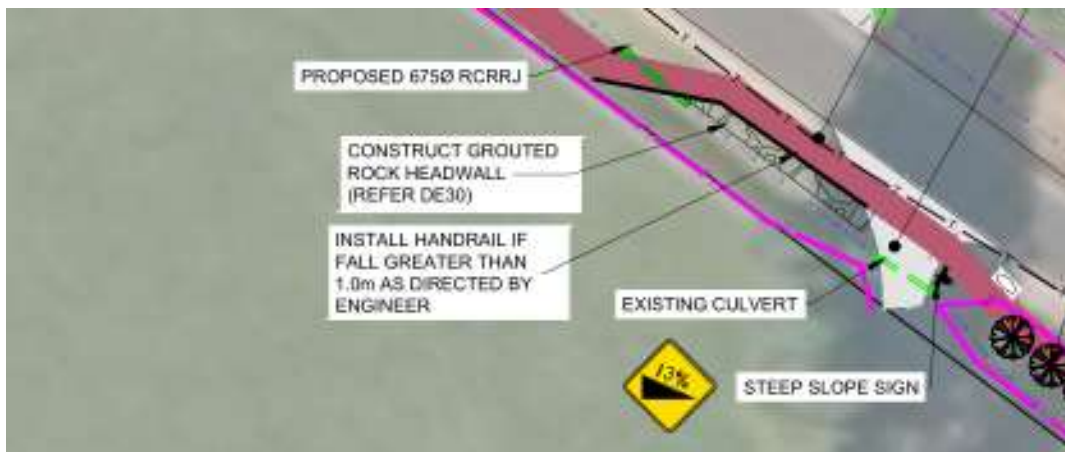 PROPOSED 675Ø RCRRJ
CONSTRUCT GROUTED
ROCK HEADWALL
(REFER DE30)
INSTALL HANDRAIL IF
FALL GREATER THAN
1.0m AS DIRECTED BY
ENGINEER
EXISTING CULVERT
13%
STEEP SLOPE SIGN